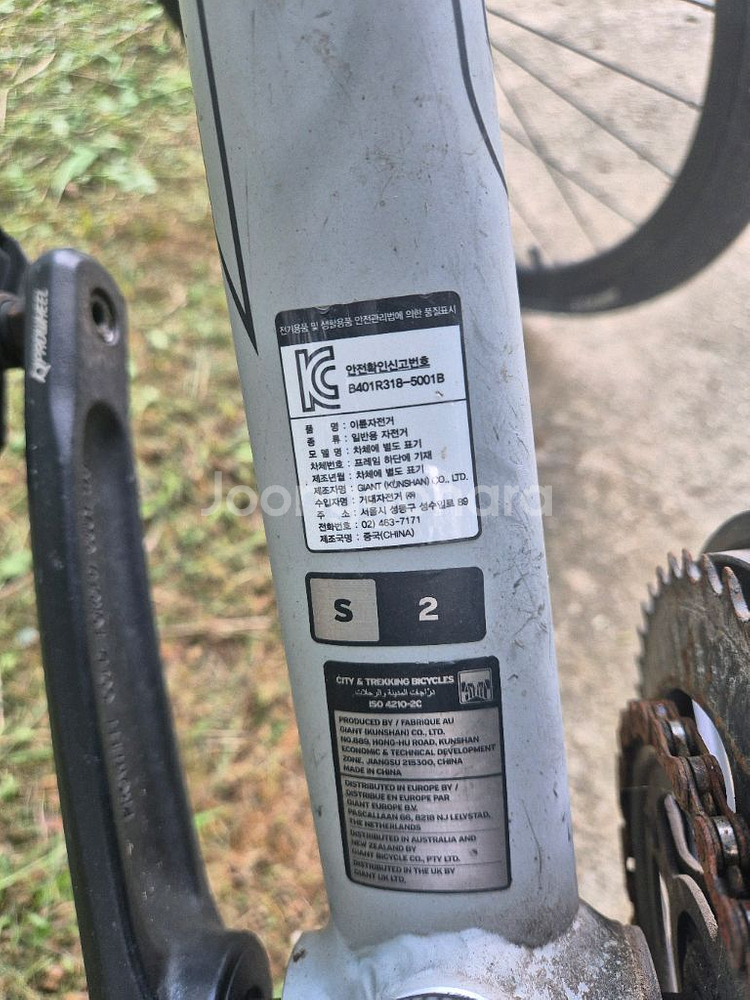 PROWHEEL
전기용품 및 생활용품 안전관리법에 의한 품질표시
안전확인신고번호
B401R318-5001B
품 명 : 이륜자전거
종 류 : 일반용 자전거
모 델 명 : 차체에 별도 표기
차체번호 : 프레임 하단에 기재
제조년월 : 차체에 별도 표기
제조자명 : GIANT (KUNSHAN) CO., LTD.
수입자명 : 거대자전거 ㈜
주 소 : 서울시 성동구 성수일로 89
전화번호 : 02) 463-7171
제조국명 : 중국(CHINA)
Joonggonara
S 2
CITY & TREKKING BICYCLES
دراجات المدينة والرحلات
ISO 4210-2C
PRODUCED BY / FABRIQUE AU
GIANT (KUNSHAN) CO., LTD.
NO.889, HONG-HU ROAD, KUNSHAN
ECONOMIC & TECHNICAL DEVELOPMENT
ZONE, JIANGSU 215300, CHINA
MADE IN CHINA
DISTRIBUTED IN EUROPE BY /
DISTRIBUE EN EUROPE PAR
GIANT EUROPE B.V.
PASCALLAAN 66, 8218 NJ LELYSTAD,
THE NETHERLANDS
DISTRIBUTED IN AUSTRALIA AND
NEW ZEALAND BY
GIANT BICYCLE CO., PTY LTD.
DISTRIBUTED IN THE UK BY
GIANT UK LTD.